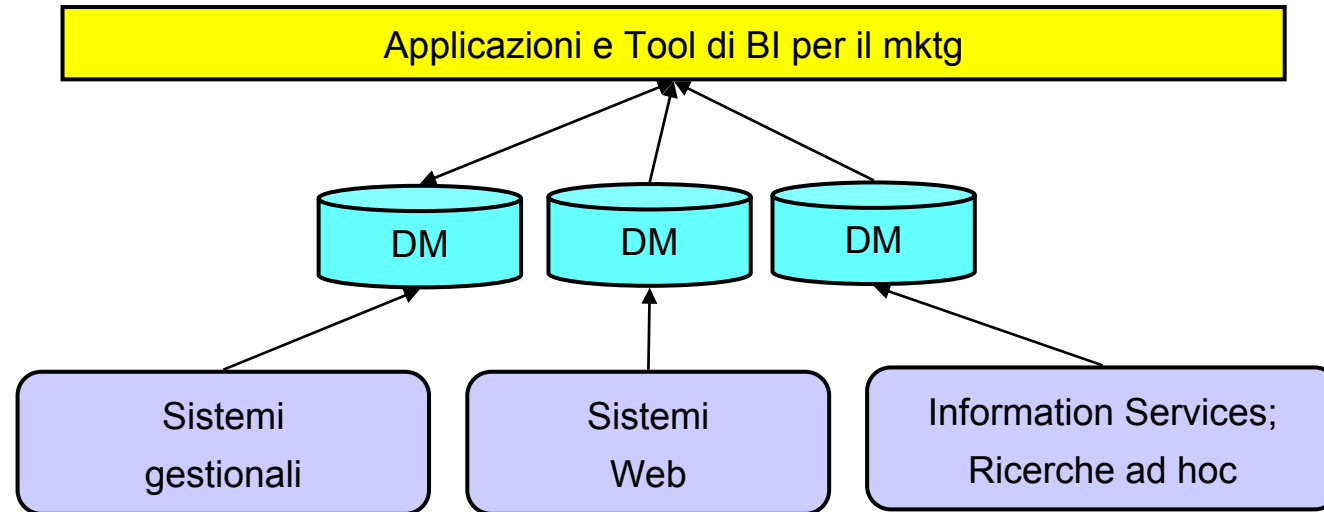 Applicazioni e Tool di BI per il mktg
DM
DM
DM
Sistemi
gestionali
Sistemi
Web
Information Services;
Ricerche ad hoc